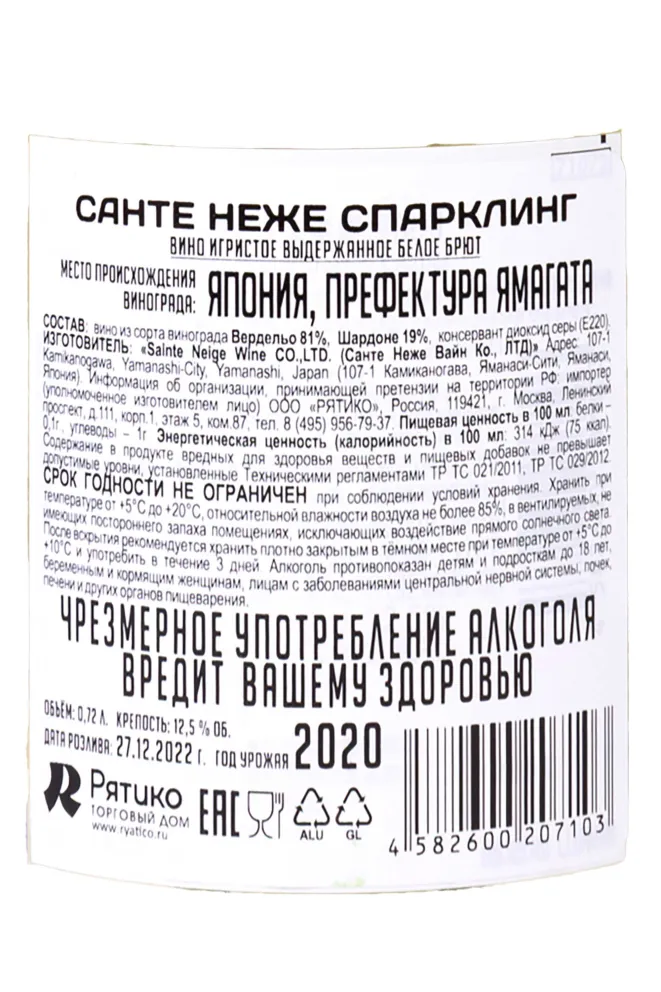 САНТЕ НЕЖЕ СПАРКЛИНГ
ВИНО ИГРИСТОЕ ВЫДЕРЖАННОЕ БЕЛОЕ БРЮТ
МЕСТО ПРОИСХОЖДЕНИЯ
ВИНОГРАДА: ЯПОНИЯ, ПРЕФЕКТУРА ЯМАГАТА
СОСТАВ: вино из сорта винограда Вердельо 81%, Шардоне 19%, консервант диоксид серы (E220).
ИЗГОТОВИТЕЛЬ: «Sainte Neige Wine CO.,LTD. (Санте Неже Вайн Ко., ЛТД)» Адрес: 107-1
Kamikanogawa, Yamanashi-City, Yamanashi, Japan (107-1 Камиканогава, Яманаси-Сити, Яманаси,
Япония). Информация об организации, принимающей претензии на территории РФ: импортер
(уполномоченное изготовителем лицо) ООО «РЯТИКО», Россия, 119421, г. Москва, Ленинский
проспект, д.111, корп.1, этаж 5, ком.87, тел. 8 (495) 956-79-37. Пищевая ценность в 100 мл: белки –
0,1г, углеводы – 1г Энергетическая ценность (калорийность) в 100 мл: 314 кДж (75 ккал).
Содержание в продукте вредных для здоровья веществ и пищевых добавок не превышает
допустимые уровни, установленные Техническими регламентами ТР ТС 021/2011, ТР ТС 029/2012.
СРОК ГОДНОСТИ НЕ ОГРАНИЧЕН при соблюдении условий хранения. Хранить при
температуре от +5°С до +20°С, относительной влажности воздуха не более 85%, в вентилируемых, не
имеющих постороннего запаха помещениях, исключающих воздействие прямого солнечного света.
После вскрытия рекомендуется хранить плотно закрытым в тёмном месте при температуре от +5°С до
+10°С и употребить в течение 3 дней. Алкоголь противопоказан детям и подросткам до 18 лет,
беременным и кормящим женщинам, лицам с заболеваниями центральной нервной системы, почек,
печени и других органов пищеварения.
ЧРЕЗМЕРНОЕ УПОТРЕБЛЕНИЕ АЛКОГОЛЯ
ВРЕДИТ ВАШЕМУ ЗДОРОВЬЮ
ОБЪЁМ: 0,72 Л. КРЕПОСТЬ: 12,5 % ОБ.
ДАТА РОЗЛИВА: 27.12.2022 Г. ГОД УРОЖАЯ 2020
РЯТИКО
ТОРГОВЫЙ ДОМ
www.ryatico.ru
EAC
ALU
GL
4 582600 207103